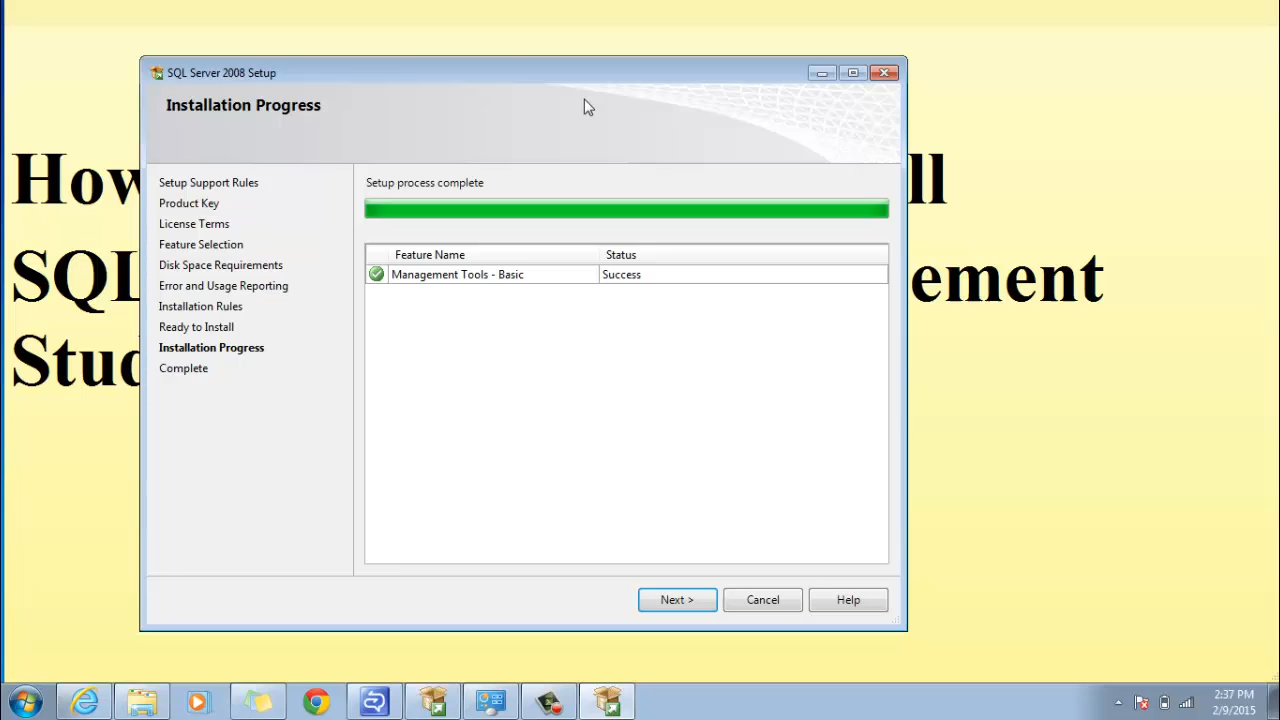 SQL Server 2008 Setup
Installation Progress
How
ll
SQL
ement
Stud
Setup Support Rules
Product Key
License Terms
Feature Selection
Disk Space Requirements
Error and Usage Reporting
Installation Rules
Ready to Install
Installation Progress
Complete
Setup process complete
Feature Name Status
Management Tools - Basic Success
Next > Cancel Help
2:37 PM
2/9/2015